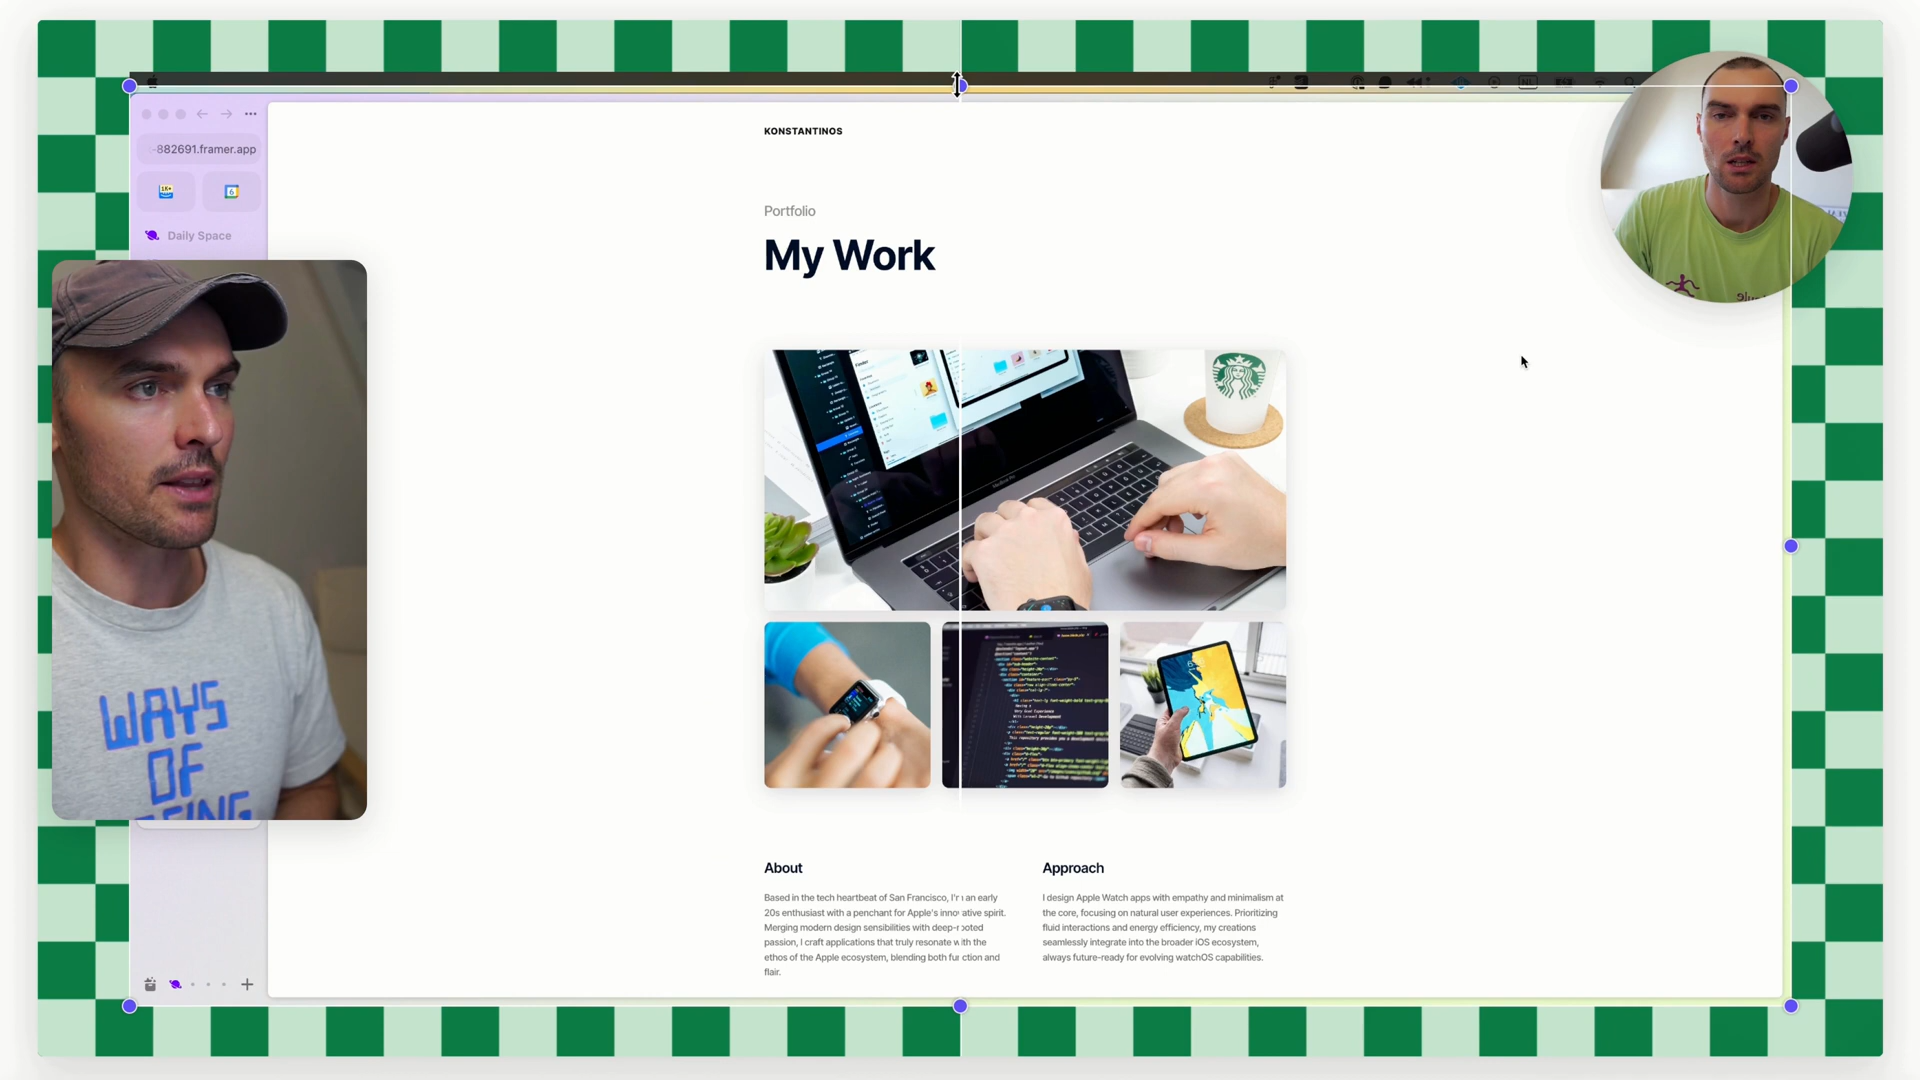 NL
-882691.framer.app
1K+
6
Daily Space
KONSTANTINOS
Portfolio
My Work
WAYS
OF
About
Based in the tech heartbeat of San Francisco, I'm an early
20s enthusiast with a penchant for Apple's innovative spirit.
Merging modern design sensibilities with deep-rooted
passion, I craft applications that truly resonate with the
ethos of the Apple ecosystem, blending both function and
flair.
Approach
I design Apple Watch apps with empathy and minimalism at
the core, focusing on natural user experiences. Prioritizing
fluid interactions and energy efficiency, my creations
seamlessly integrate into the broader iOS ecosystem,
always future-ready for evolving watchOS capabilities.